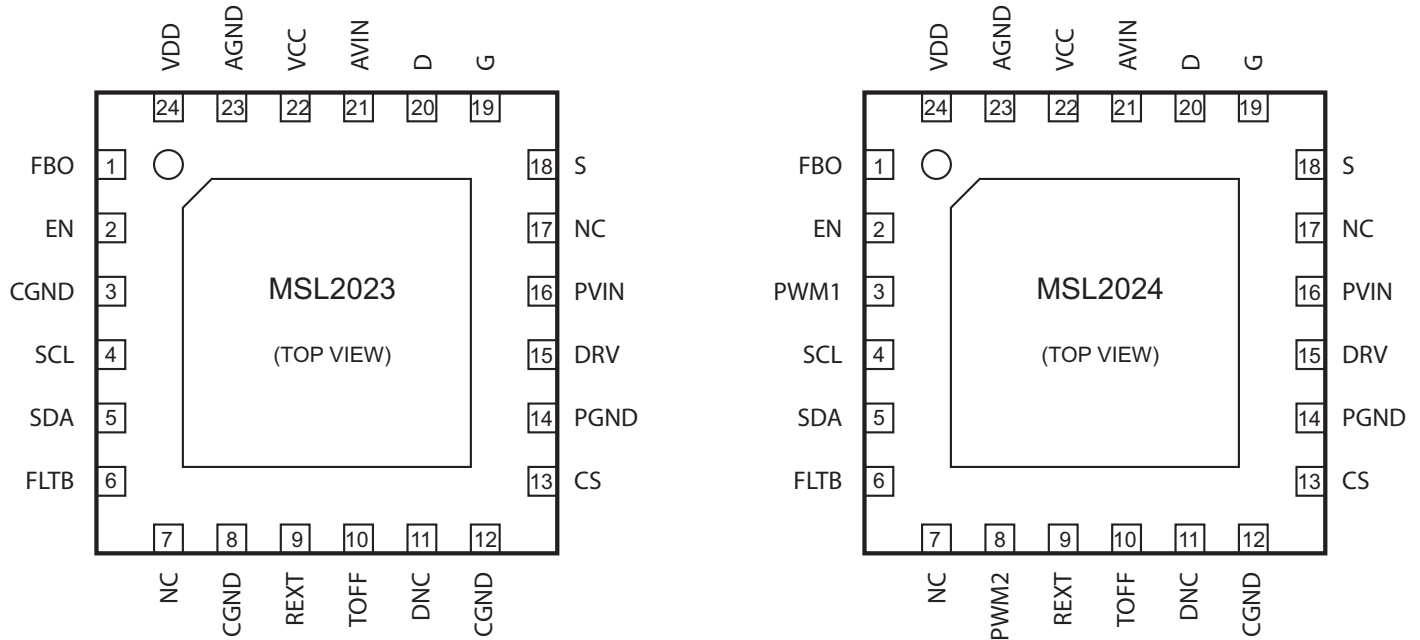 VDD AGND VCC AVIN D G
24 23 22 21 20 19
FBO 1
EN 2
CGND 3
SCL 4
SDA 5
FLTB 6
MSL2023
(TOP VIEW)
18 S
17 NC
16 PVIN
15 DRV
14 PGND
13 CS
7 8 9 10 11 12
NC CGND REXT TOFF DNC CGND
VDD AGND VCC AVIN D G
24 23 22 21 20 19
FBO 1
EN 2
PWM1 3
SCL 4
SDA 5
FLTB 6
MSL2024
(TOP VIEW)
18 S
17 NC
16 PVIN
15 DRV
14 PGND
13 CS
7 8 9 10 11 12
NC PWM2 REXT TOFF DNC CGND